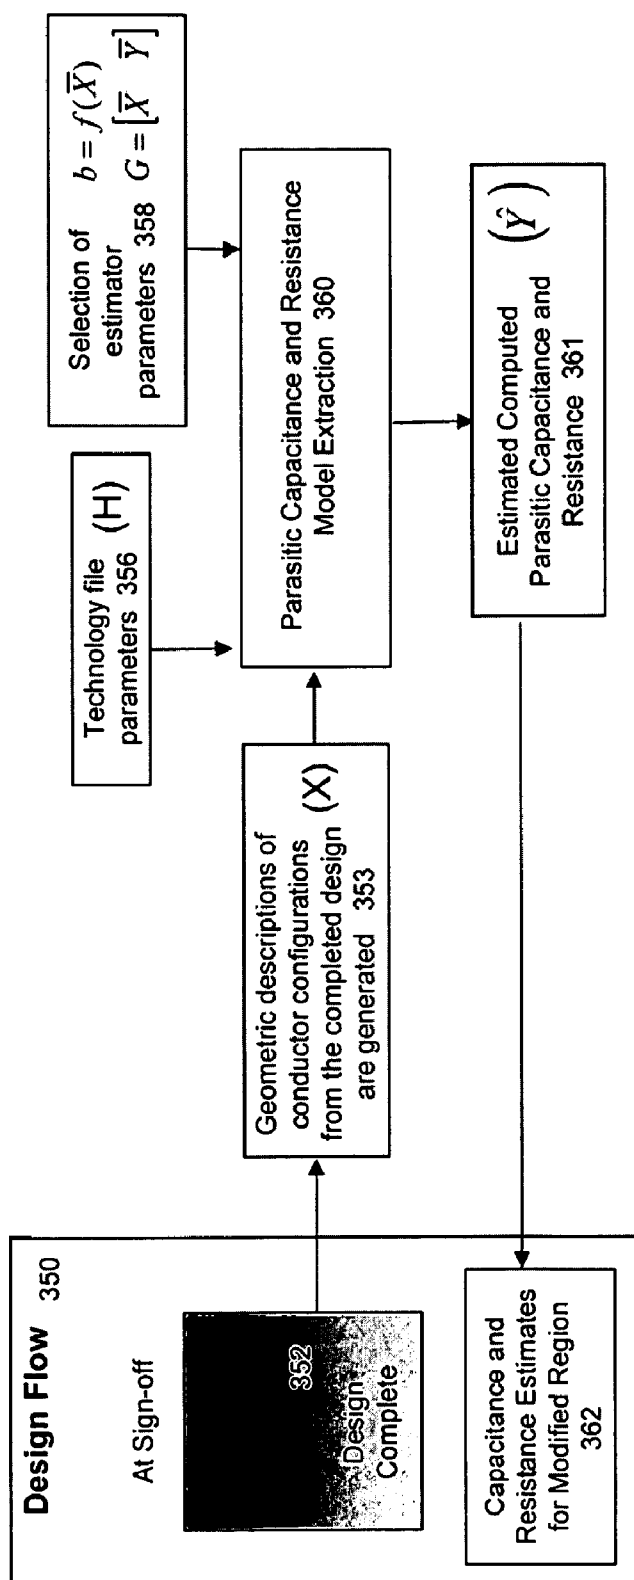 Design Flow 350
At Sign-off
352
Design
Complete
Capacitance and
Resistance Estimates
for Modified Region
362
Geometric descriptions of
conductor configurations
from the completed design
are generated 353
(X)
Technology file
parameters 356
(H)
Selection of
estimator
parameters 358
b = f(X̅)
G = [X̅ Y̅]
Parasitic Capacitance and Resistance
Model Extraction 360
Estimated Computed
Parasitic Capacitance and
Resistance 361
(Ŷ)